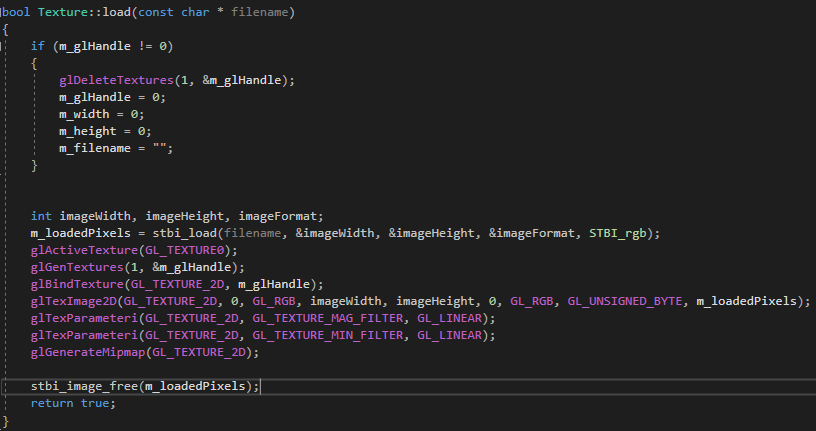 bool Texture::load(const char * filename)
{
if (m_glHandle != 0)
{
glDeleteTextures(1, &m_glHandle);
m_glHandle = 0;
m_width = 0;
m_height = 0;
m_filename = "";
}
int imageWidth, imageHeight, imageFormat;
m_loadedPixels = stbi_load(filename, &imageWidth, &imageHeight, &imageFormat, STBI_rgb);
glActiveTexture(GL_TEXTURE0);
glGenTextures(1, &m_glHandle);
glBindTexture(GL_TEXTURE_2D, m_glHandle);
glTexImage2D(GL_TEXTURE_2D, 0, GL_RGB, imageWidth, imageHeight, 0, GL_RGB, GL_UNSIGNED_BYTE, m_loadedPixels);
glTexParameteri(GL_TEXTURE_2D, GL_TEXTURE_MAG_FILTER, GL_LINEAR);
glTexParameteri(GL_TEXTURE_2D, GL_TEXTURE_MIN_FILTER, GL_LINEAR);
glGenerateMipmap(GL_TEXTURE_2D);
stbi_image_free(m_loadedPixels);
return true;
}